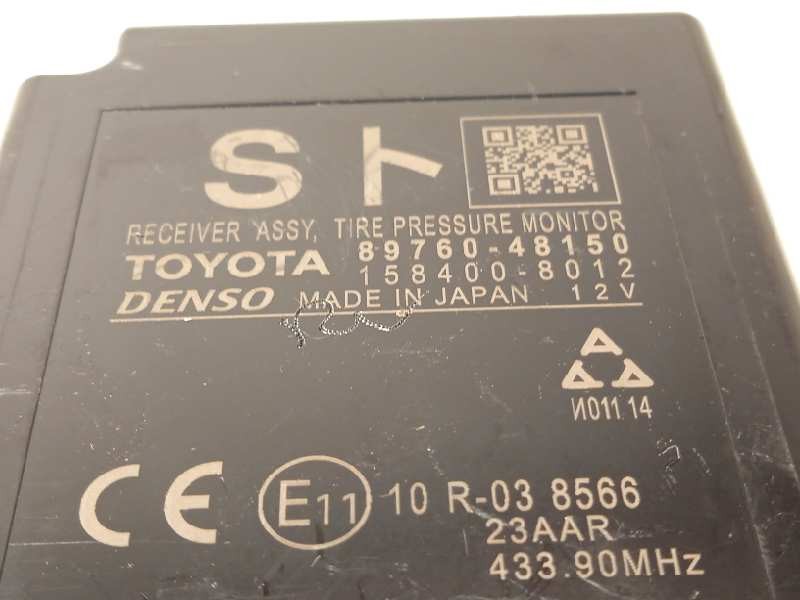 S ト
RECEIVER ASSY, TIRE PRESSURE MONITOR
TOYOTA 89760-48150
158400-8012
DENSO MADE IN JAPAN 12V
И011 14
CE E11 10 R-03 8566
23AAR
433.90MHz